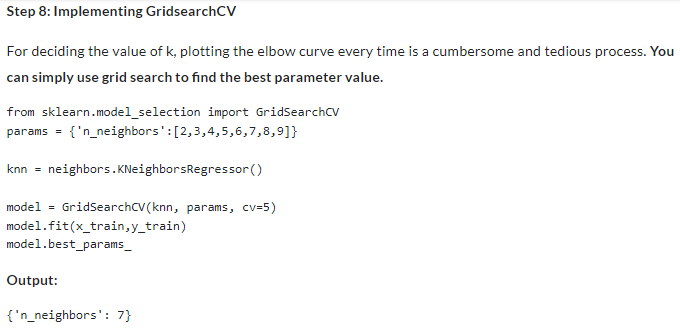 Step 8: Implementing GridsearchCV
For deciding the value of k, plotting the elbow curve every time is a cumbersome and tedious process. You
can simply use grid search to find the best parameter value.
from sklearn.model_selection import GridSearchCV
params = {'n_neighbors':[2,3,4,5,6,7,8,9]}
knn = neighbors.KNeighborsRegressor()
model = GridSearchCV(knn, params, cv=5)
model.fit(x_train,y_train)
model.best_params_
Output:
{'n_neighbors': 7}